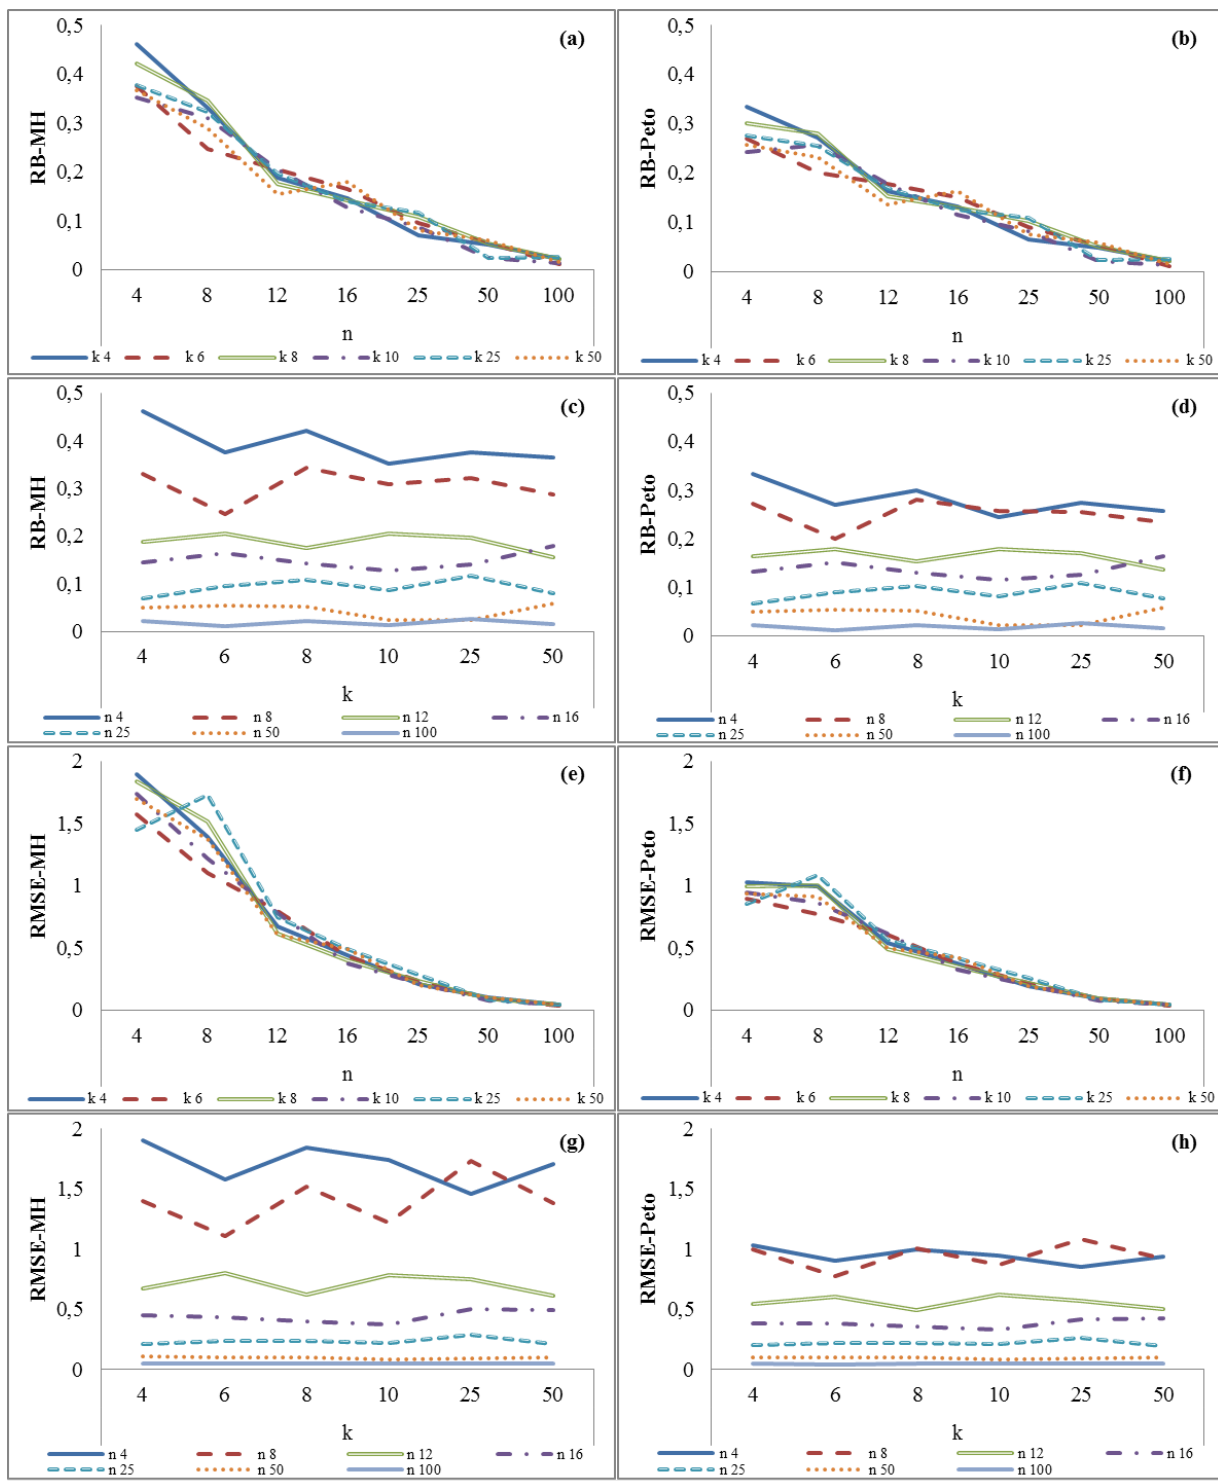 (a)
RB-MH
0,5
0,4
0,3
0,2
0,1
0
4 8 12 16 25 50 100
n
k 4 k 6 k 8 k 10 k 25 k 50
(b)
RB-Peto
0,5
0,4
0,3
0,2
0,1
0
4 8 12 16 25 50 100
n
k 4 k 6 k 8 k 10 k 25 k 50
(c)
RB-MH
0,5
0,4
0,3
0,2
0,1
0
4 6 8 10 25 50
k
n 4 n 8 n 12 n 16
n 25 n 50 n 100
(d)
RB-Peto
0,5
0,4
0,3
0,2
0,1
0
4 6 8 10 25 50
k
n 4 n 8 n 12 n 16
n 25 n 50 n 100
(e)
RMSE-MH
2
1,5
1
0,5
0
4 8 12 16 25 50 100
n
k 4 k 6 k 8 k 10 k 25 k 50
(f)
RMSE-Peto
2
1,5
1
0,5
0
4 8 12 16 25 50 100
n
k 4 k 6 k 8 k 10 k 25 k 50
(g)
RMSE-MH
2
1,5
1
0,5
0
4 6 8 10 25 50
k
n 4 n 8 n 12 n 16
n 25 n 50 n 100
(h)
RMSE-Peto
2
1,5
1
0,5
0
4 6 8 10 25 50
k
n 4 n 8 n 12 n 16
n 25 n 50 n 100